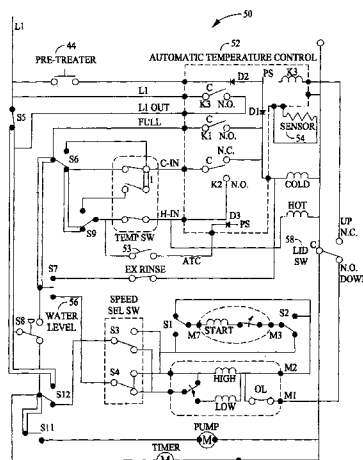 50
L1
44
PRE-TREATER
52
AUTOMATIC TEMPERATURE CONTROL
D2
PS
K3
L1
C
K3 N.O.
D1
S5
L1 OUT
C
FULL
K1 N.O.
SENSOR
54
N.C.
S6
C-IN
C
K2
N.O.
COLD
H-IN
HOT
D3
PS
S9
TEMP SW
53
ATC
UP
N.C.
58
LID
SW
C
S7
EX RINSE
N.O.
DOWN
56
WATER
LEVEL
SPEED
SEL SW
S8
S1
S2
START
M7
M3
S3
S4
M2
HIGH
OL
LOW
M1
S12
S11
PUMP
M
TIMER
M